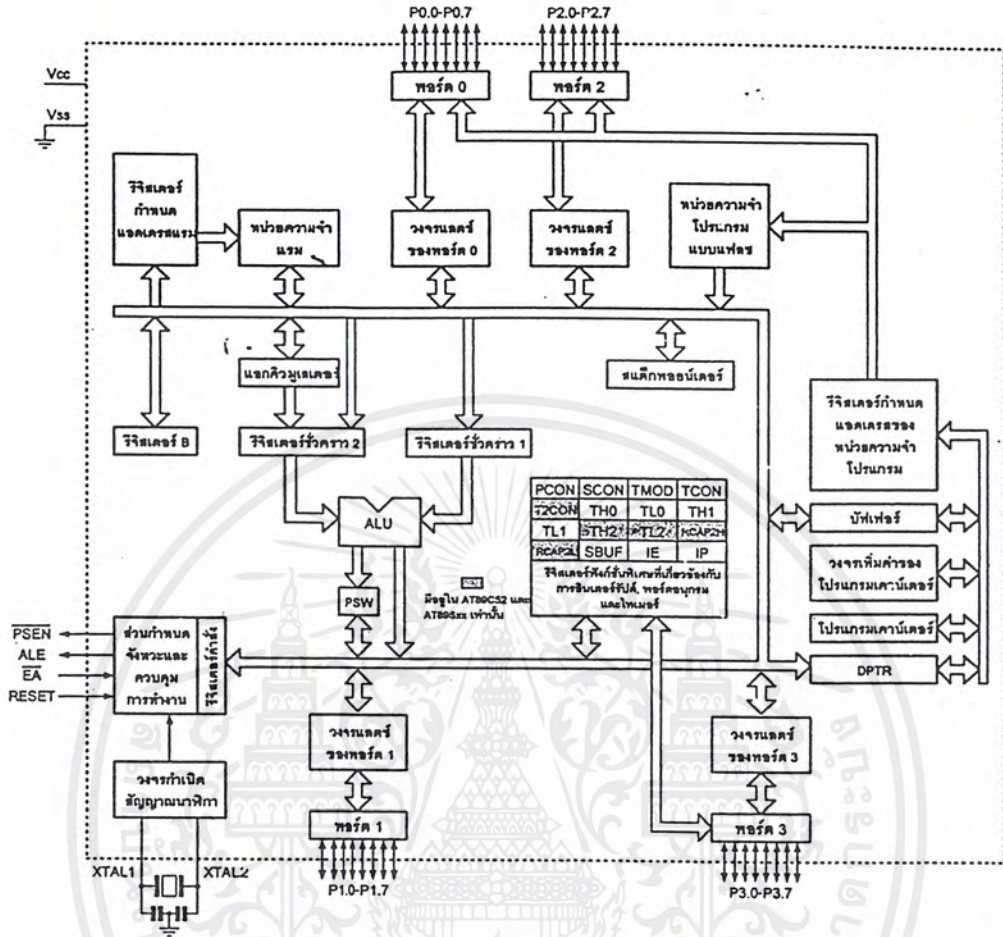 P0.0-P0.7
P2.0-P2.7
Vcc
Vss
พอร์ต 0
พอร์ต 2
รีจิสเตอร์
กำหนด
แอดเดรสแรม
หน่วยความจำ
แรม
วงจรแลตช์
ของพอร์ต 0
วงจรแลตช์
ของพอร์ต 2
หน่วยความจำ
โปรแกรม
แบบแฟลช
แอกคิวมูเลเตอร์
สแต็กพอยน์เตอร์
รีจิสเตอร์ B
รีจิสเตอร์ชั่วคราว 2
รีจิสเตอร์ชั่วคราว 1
รีจิสเตอร์กำหนด
แอดเดรสของ
หน่วยความจำ
โปรแกรม
ALU
PCON SCON TMOD TCON
T2CON TH0 TL0 TH1
TL1 TH2 TL2 RCAP2H
RCAP2L SBUF IE IP
รีจิสเตอร์ฟังก์ชั่นพิเศษที่เกี่ยวข้องกับ
การอินเตอร์รัปต์, พอร์ตอนุกรม
และไทเมอร์
บัฟเฟอร์
วงจรเพิ่มค่าของ
โปรแกรมเคาน์เตอร์
โปรแกรมเคาน์เตอร์
DPTR
PSW
มีอยู่ใน AT89C52 และ
AT89Sxx เท่านั้น
PSEN
ALE
EA
RESET
ส่วนกำหนด
จังหวะและ
ควบคุม
การทำงาน
รีจิสเตอร์คำสั่ง
วงจรแลตช์
ของพอร์ต 1
วงจรแลตช์
ของพอร์ต 3
วงจรกำเนิด
สัญญาณนาฬิกา
พอร์ต 1
พอร์ต 3
XTAL1
XTAL2
P1.0-P1.7
P3.0-P3.7